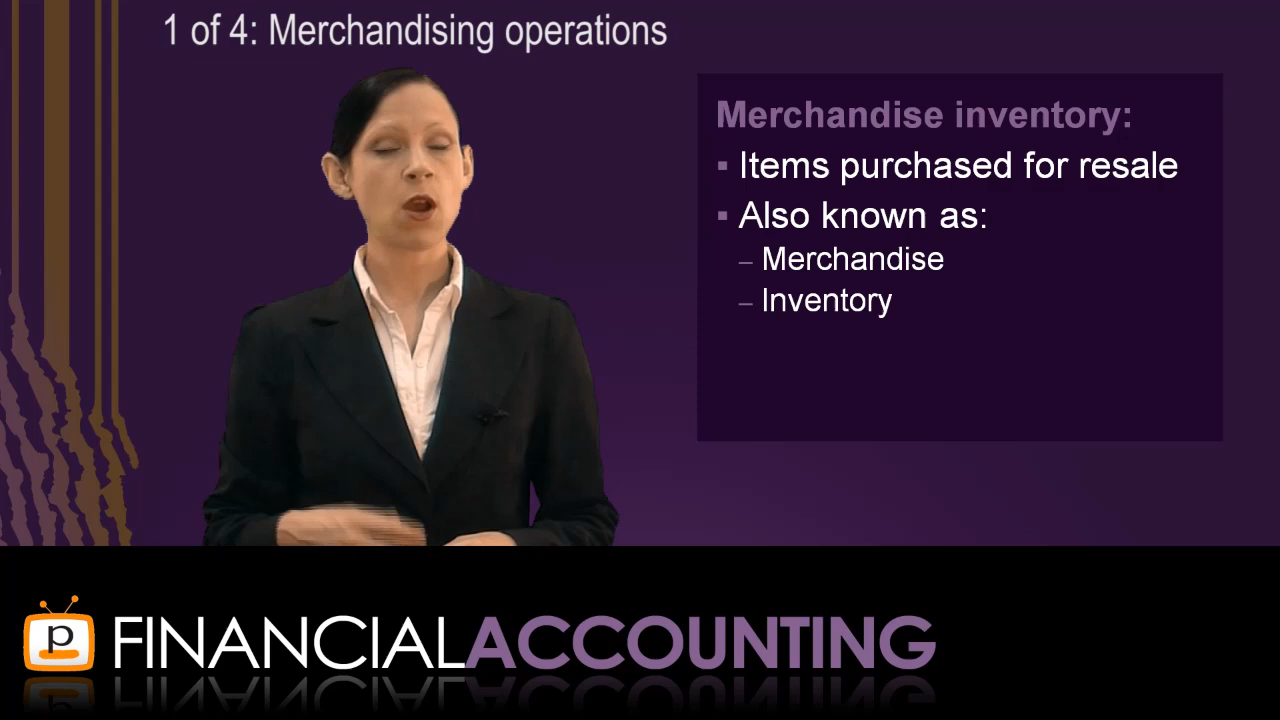 1 of 4: Merchandising operations
Merchandise inventory:
▪ Items purchased for resale
▪ Also known as:
– Merchandise
– Inventory
p FINANCIALACCOUNTING